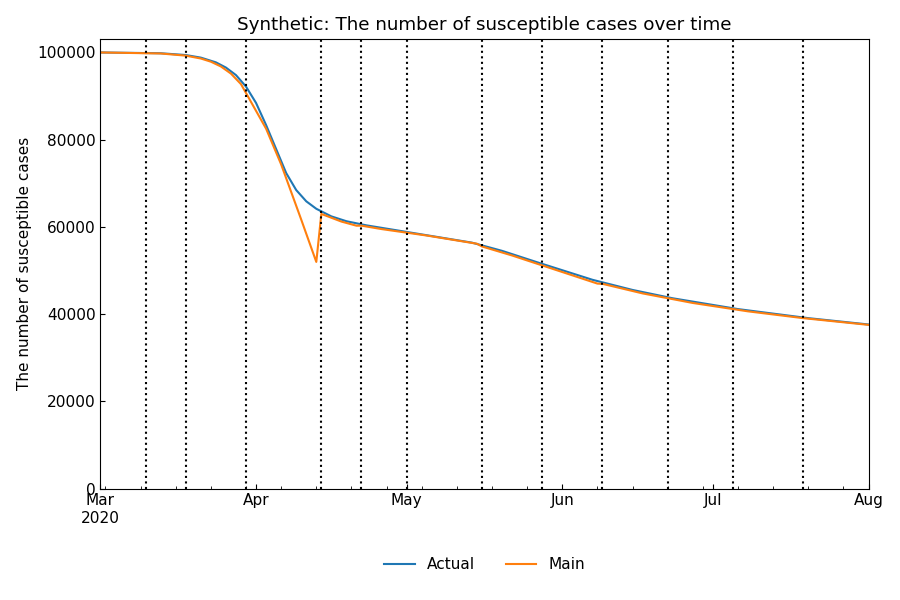 Synthetic: The number of susceptible cases over time
The number of susceptible cases
100000
80000
60000
40000
20000
0
Mar
2020
Apr
May
Jun
Jul
Aug
Actual
Main